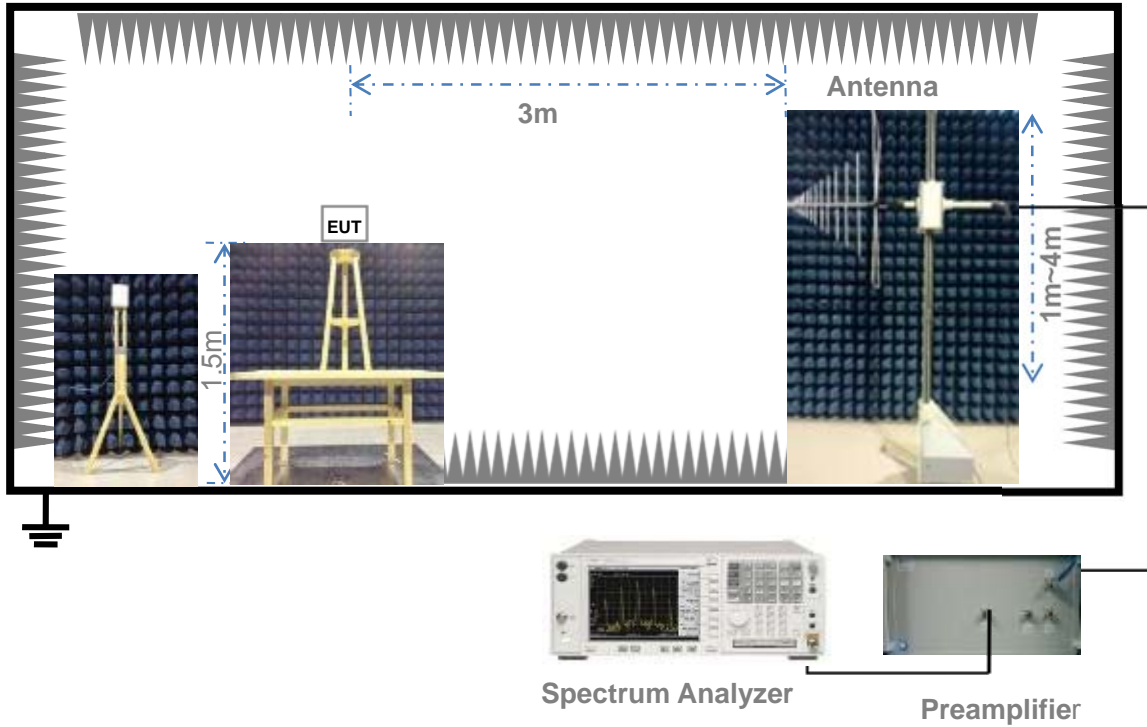 Antenna
3m
EUT
1.5m
1m~4m
Spectrum Analyzer
Preamplifier